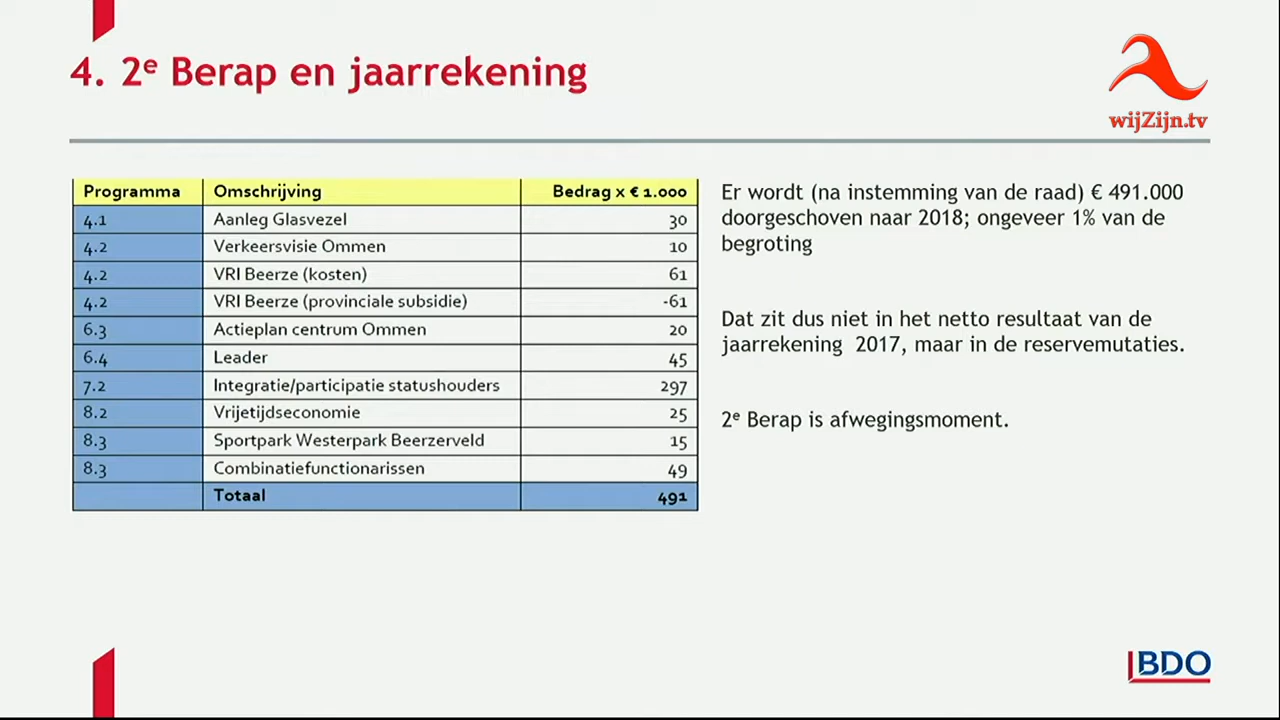 4. 2e Berap en jaarrekening
wijZijn.tv
Programma Omschrijving Bedrag x € 1.000
4.1 Aanleg Glasvezel 30
4.2 Verkeersvisie Ommen 10
4.2 VRI Beerze (kosten) 61
4.2 VRI Beerze (provinciale subsidie) -61
6.3 Actieplan centrum Ommen 20
6.4 Leader 45
7.2 Integratie/participatie statushouders 297
8.2 Vrijetijdseconomie 25
8.3 Sportpark Westerpark Beerzerveld 15
8.3 Combinatiefunctionarissen 49
Totaal 491
Er wordt (na instemming van de raad) € 491.000
doorgeschoven naar 2018; ongeveer 1% van de
begroting
Dat zit dus niet in het netto resultaat van de
jaarrekening 2017, maar in de reservemutaties.
2e Berap is afwegingsmoment.
BDO